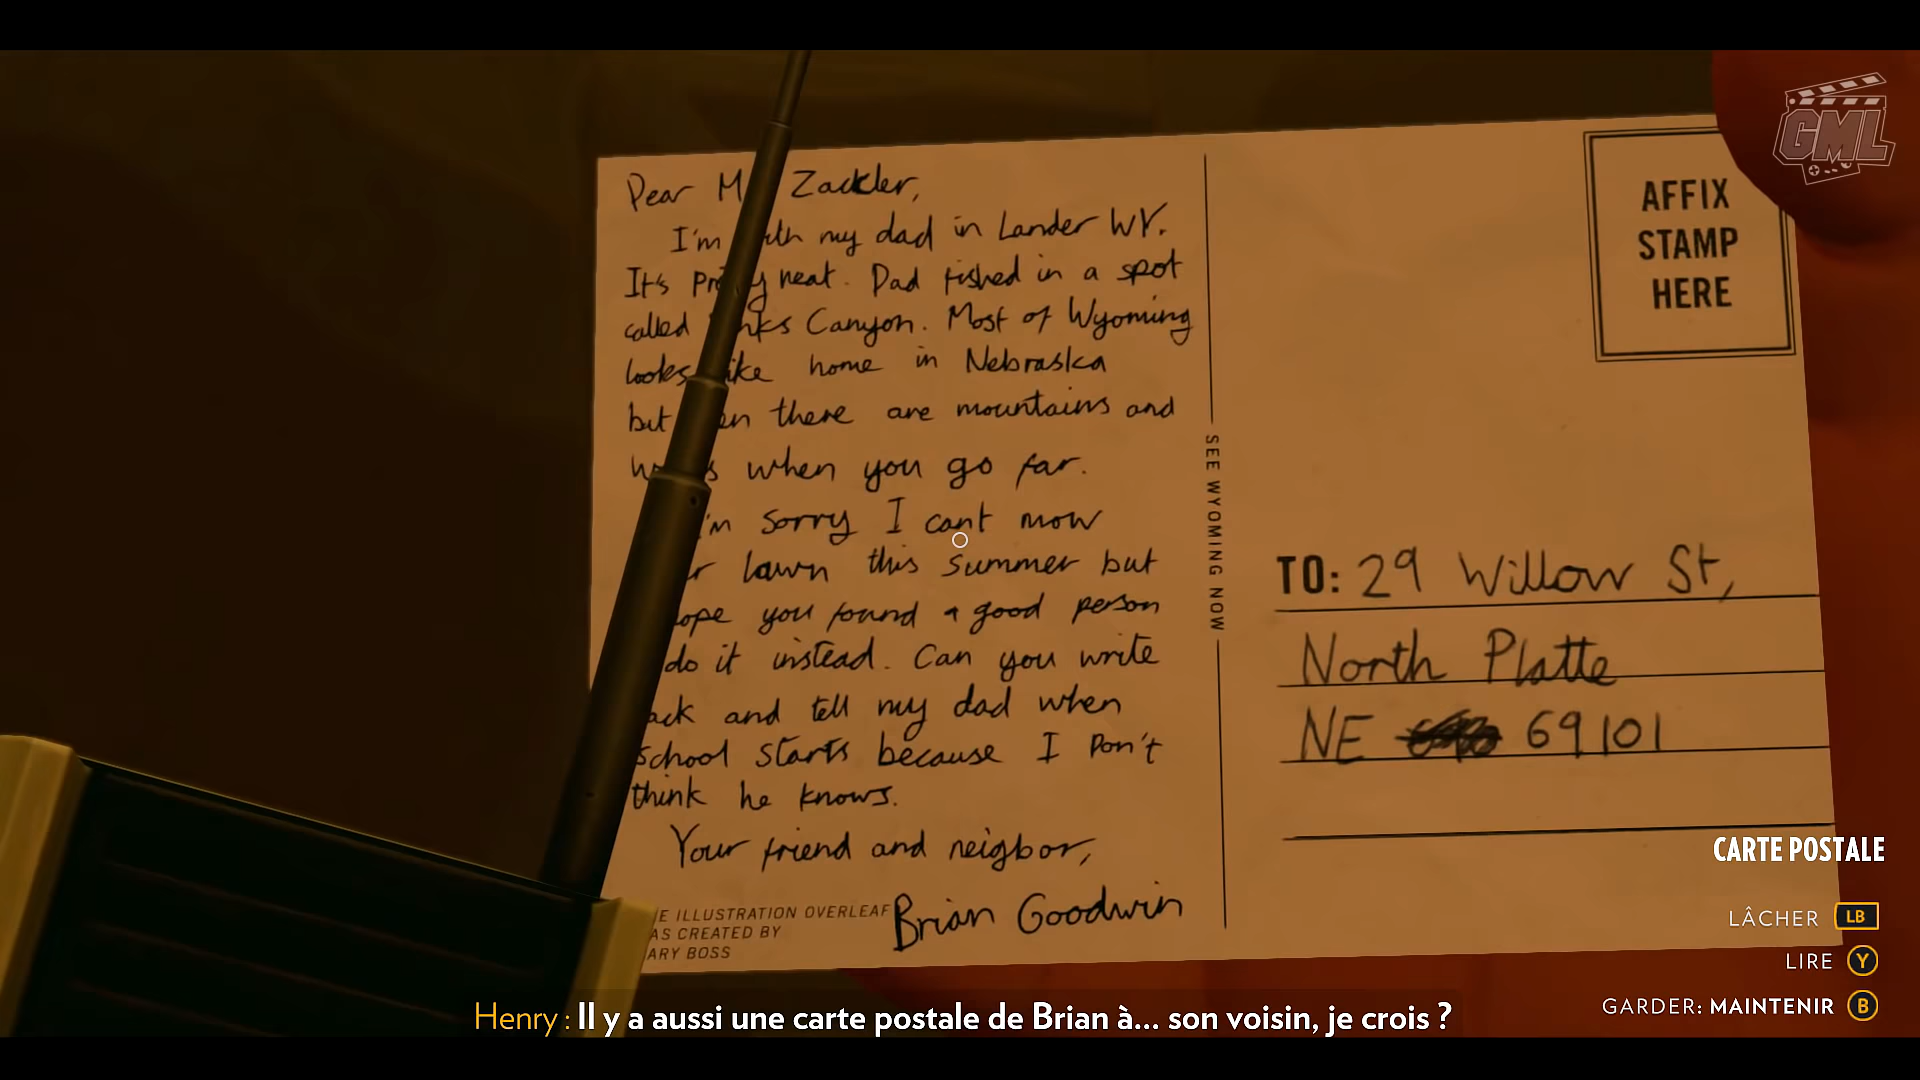 Dear M Zackler,
I'm my dad in Lander WY.
It's neat. Dad fished in a spot
called Canyon. Most of Wyoming
looks like home in Nebraska
but there are mountains and
when you go far.
sorry I cant mow
lawn this summer but
you found a good person
do it instead. Can you write
and tell my dad when
school starts because I Don't
think he knows.
Your friend and neigbor,
Brian Goodwin
ILLUSTRATION OVERLEAF
CREATED BY
BOSS
SEE WYOMING NOW
AFFIX
STAMP
HERE
TO: 29 Willow St,
North Platte
NE 69101
GML
CARTE POSTALE
LÂCHER LB
LIRE Y
GARDER: MAINTENIR B
Henry : Il y a aussi une carte postale de Brian à... son voisin, je crois ?